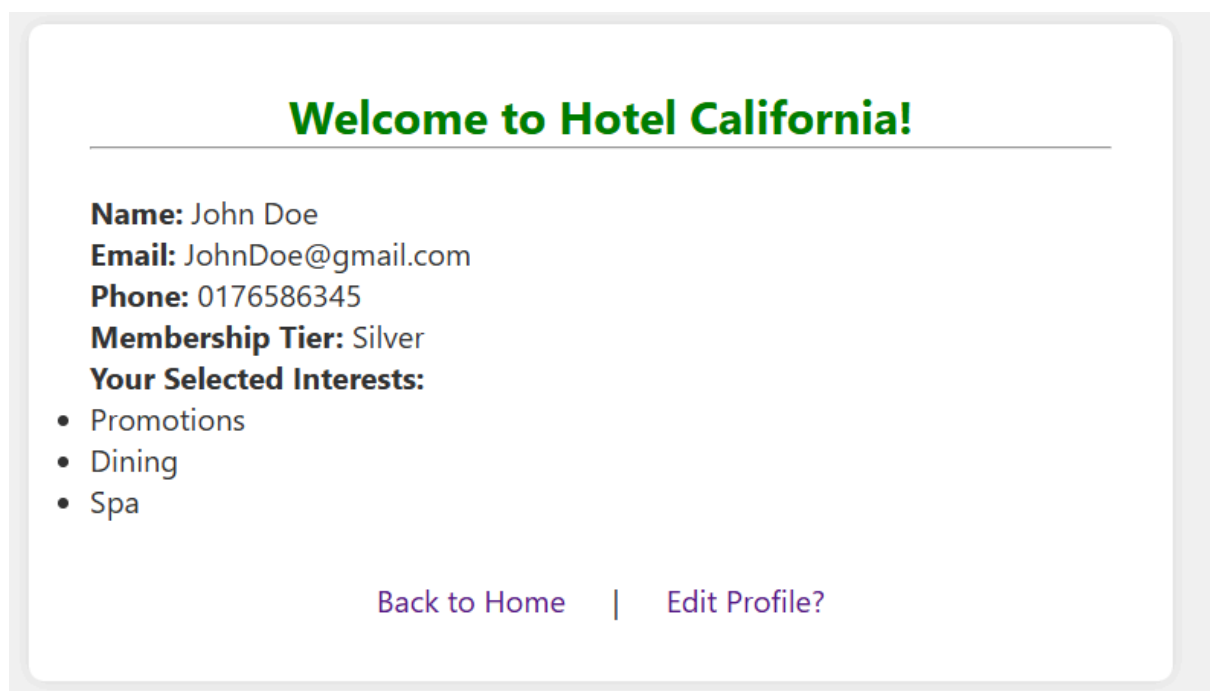 Welcome to Hotel California!
Name: John Doe
Email: JohnDoe@gmail.com
Phone: 0176586345
Membership Tier: Silver
Your Selected Interests:
• Promotions
• Dining
• Spa
Back to Home | Edit Profile?